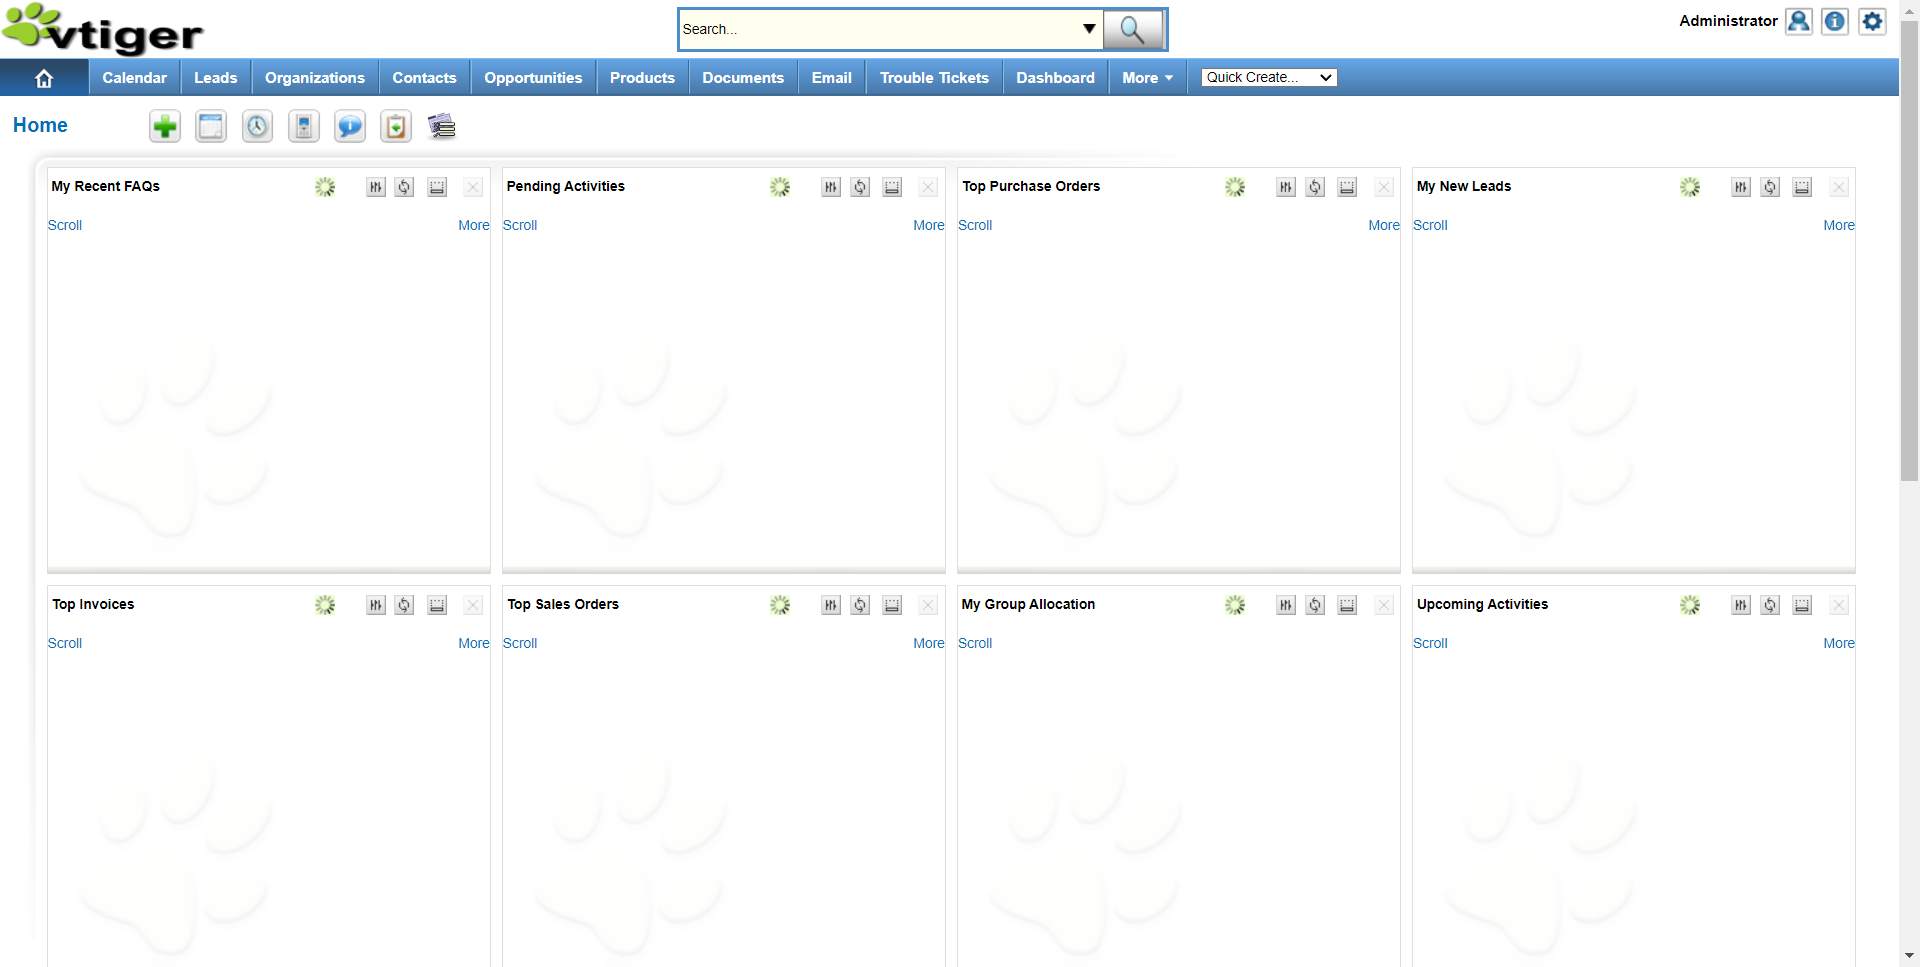 vtiger
Search...
Administrator
Calendar Leads Organizations Contacts Opportunities Products Documents Email Trouble Tickets Dashboard More Quick Create...
Home
My Recent FAQs Pending Activities Top Purchase Orders My New Leads
Scroll More Scroll More Scroll More Scroll More
Top Invoices Top Sales Orders My Group Allocation Upcoming Activities
Scroll More Scroll More Scroll Scroll More